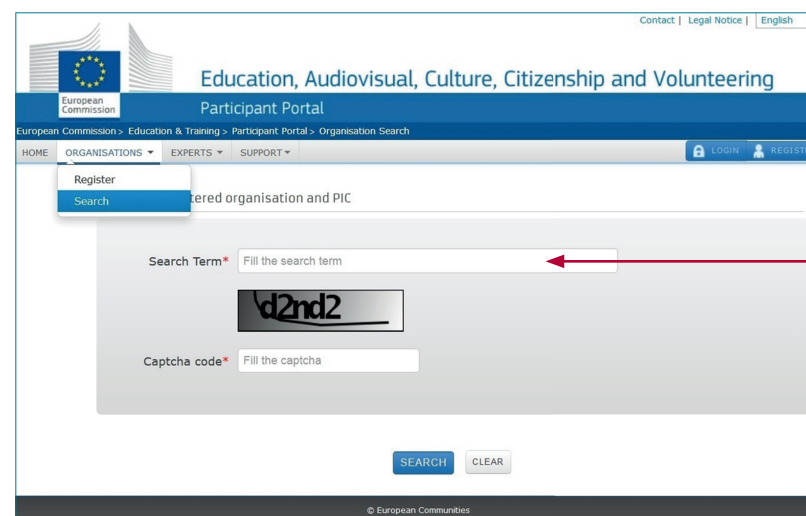 Contact | Legal Notice | English
Education, Audiovisual, Culture, Citizenship and Volunteering
European
Commission
Participant Portal
European Commission > Education & Training > Participant Portal > Organisation Search
HOME ORGANISATIONS EXPERTS SUPPORT LOGIN REGIST
Register
Search
tered organisation and PIC
Search Term* Fill the search term
d2nd2
Captcha code* Fill the captcha
SEARCH CLEAR
© European Communities